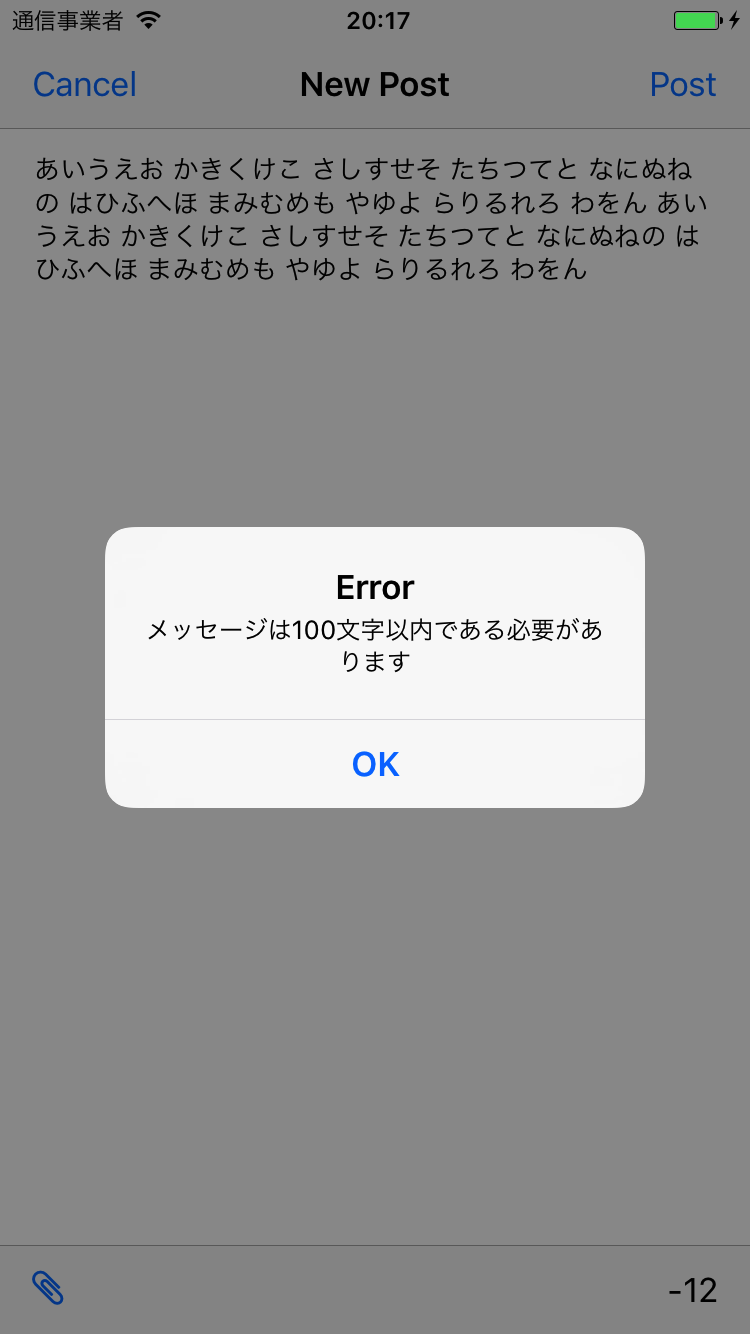 通信事業者 20:17
Cancel New Post Post
あいうえお かきくけこ さしすせそ たちつてと なにぬね
の はひふへほ まみむめも やゆよ らりるれろ わをん あい
うえお かきくけこ さしすせそ たちつてと なにぬねの は
ひふへほ まみむめも やゆよ らりるれろ わをん
Error
メッセージは100文字以内である必要があ
ります
OK
-12